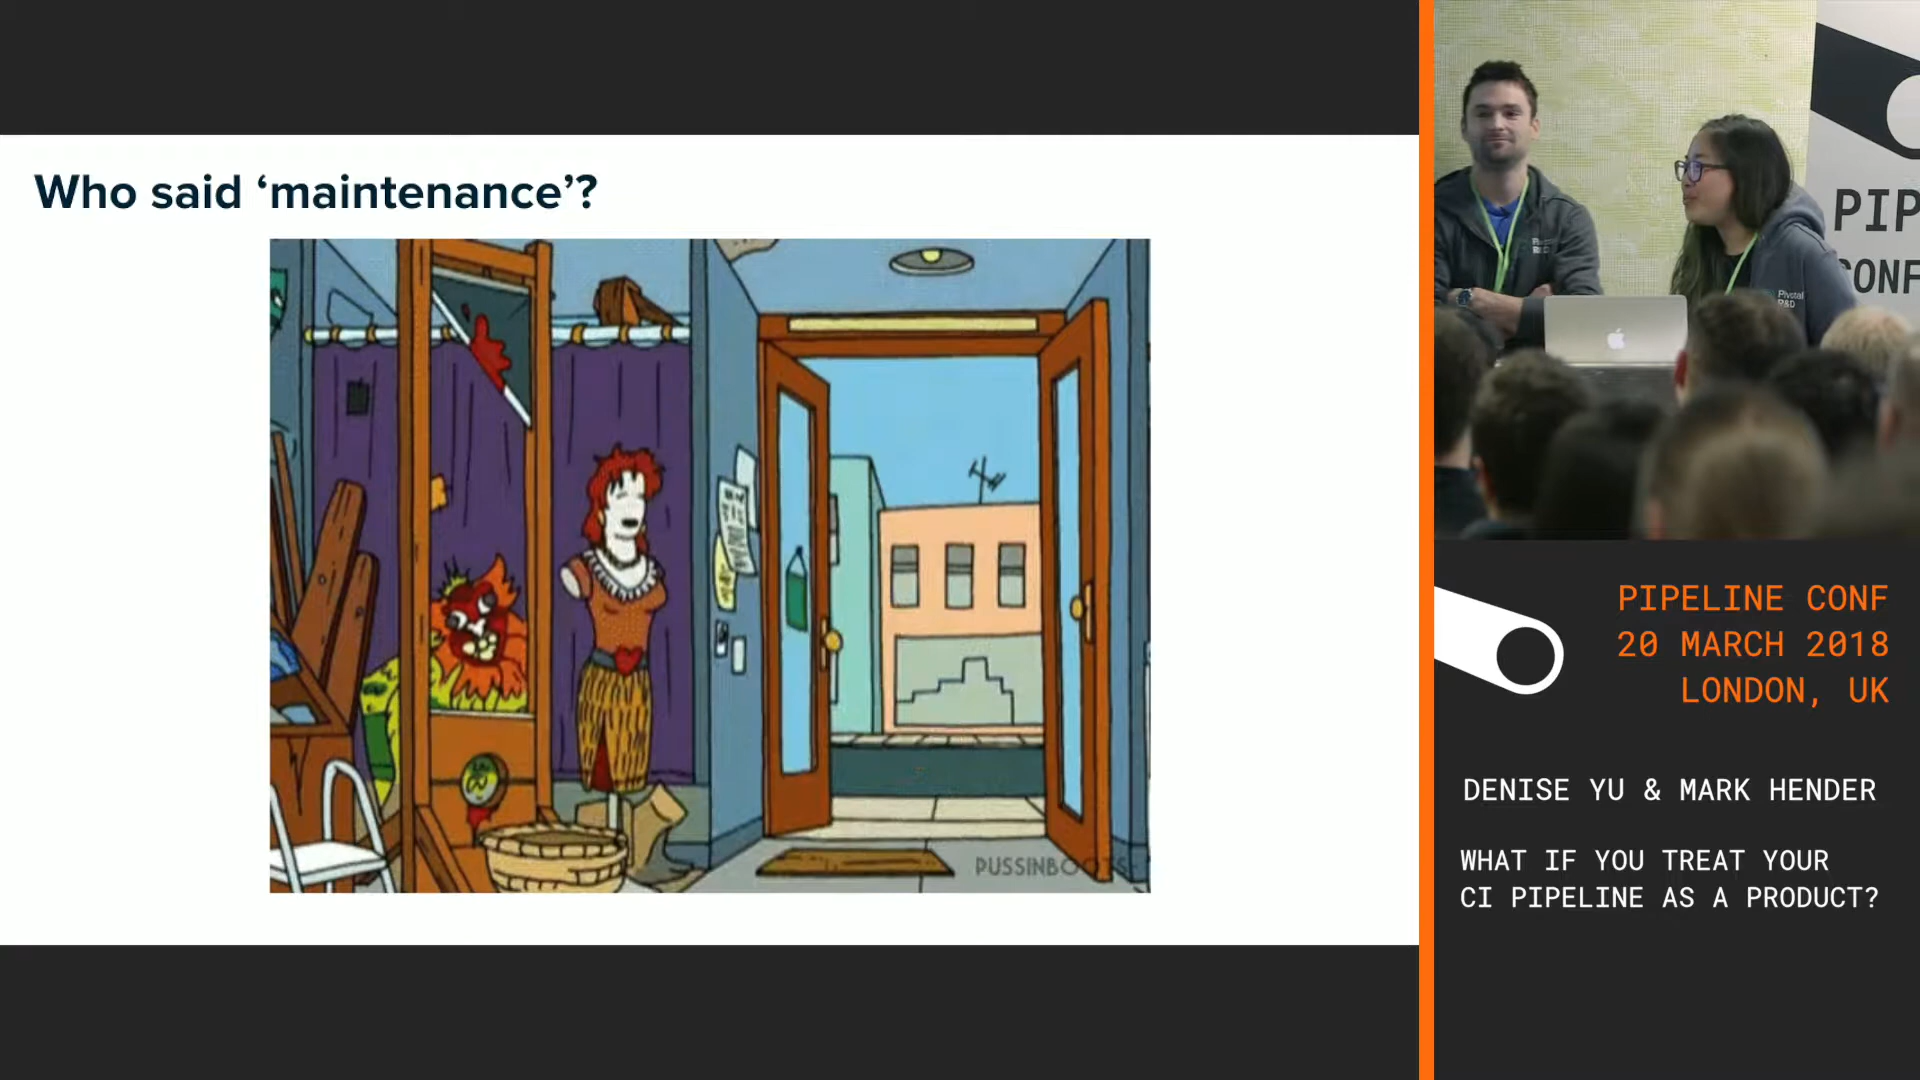 Who said ‘maintenance’?
PUSSINBOOTS
PIP
CONF
Pivotal
R&D
PIPELINE CONF
20 MARCH 2018
LONDON, UK
DENISE YU & MARK HENDER
WHAT IF YOU TREAT YOUR
CI PIPELINE AS A PRODUCT?